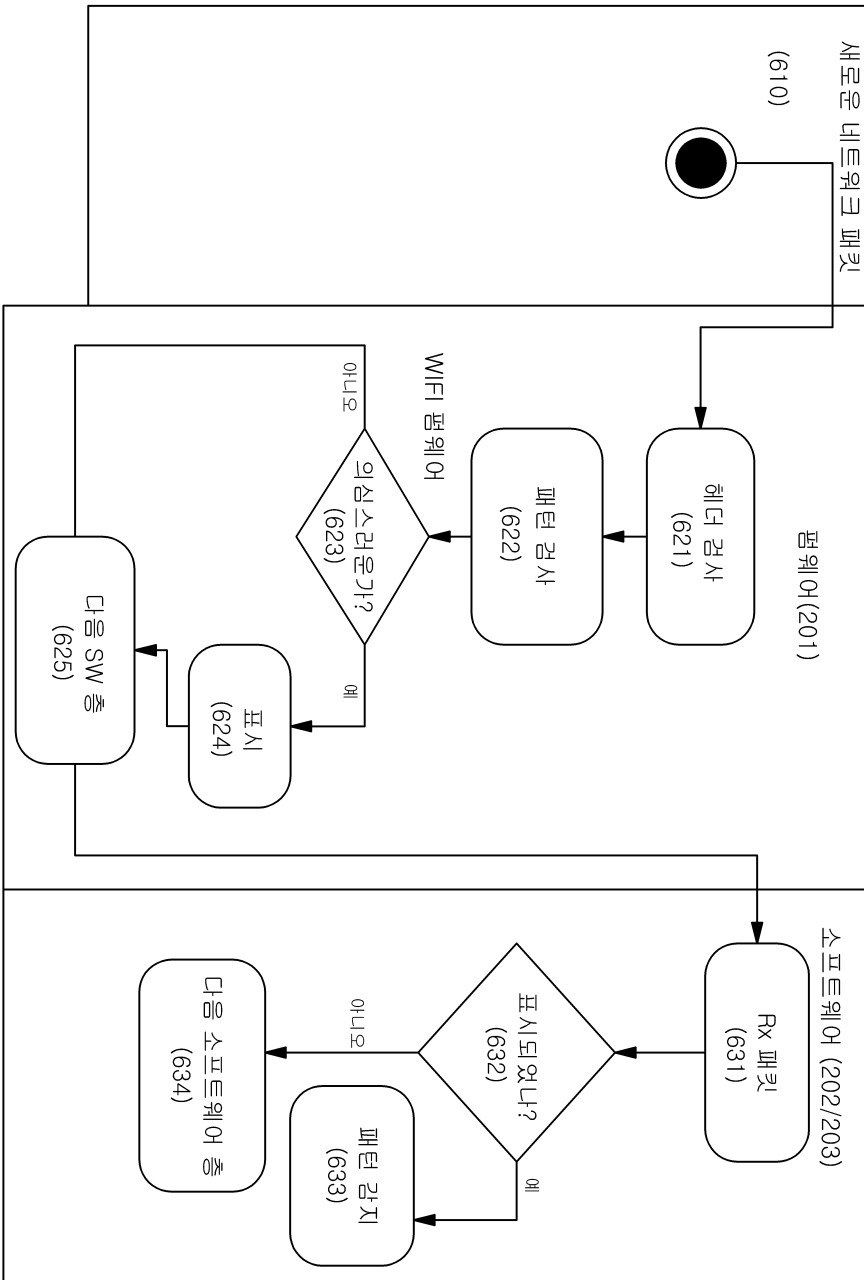 새로운 네트워크 패킷
(610)
펌웨어(201)
헤더 검사
(621)
패턴 검사
(622)
WIFI 펌웨어
의심스러운가?
(623)
아니오
예
표시
(624)
다음 SW 층
(625)
소프트웨어 (202/203)
Rx 패킷
(631)
표시되었나?
(632)
예
아니오
패턴 감지
(633)
다음 소프트웨어 층
(634)